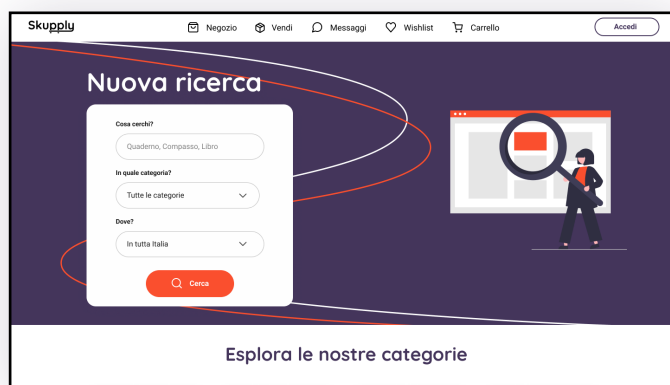 Skupply
Negozio Vendi Messaggi Wishlist Carrello Accedi
Nuova ricerca
Cosa cerchi?
Quaderno, Compasso, Libro
In quale categoria?
Tutte le categorie
Dove?
In tutta Italia
Cerca
Esplora le nostre categorie